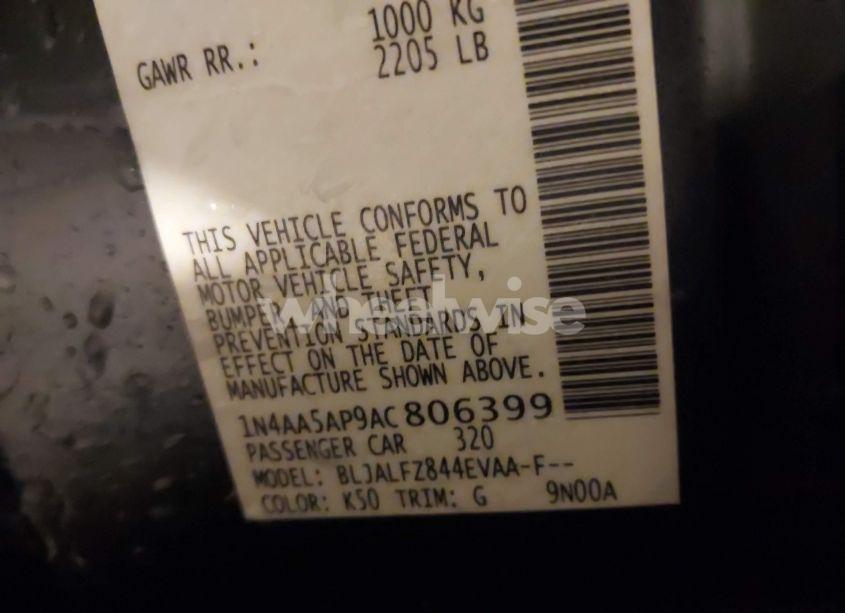 GAWR RR.: 1000 KG
2205 LB
THIS VEHICLE CONFORMS TO
ALL APPLICABLE FEDERAL
MOTOR VEHICLE SAFETY,
BUMPER, AND THEFT
PREVENTION STANDARDS IN
EFFECT ON THE DATE OF
MANUFACTURE SHOWN ABOVE.
1N4AA5AP9AC806399
PASSENGER CAR 320
MODEL: BLJALFZ844EVAA-F--
COLOR: K50 TRIM: G 9N00A
wheelwise